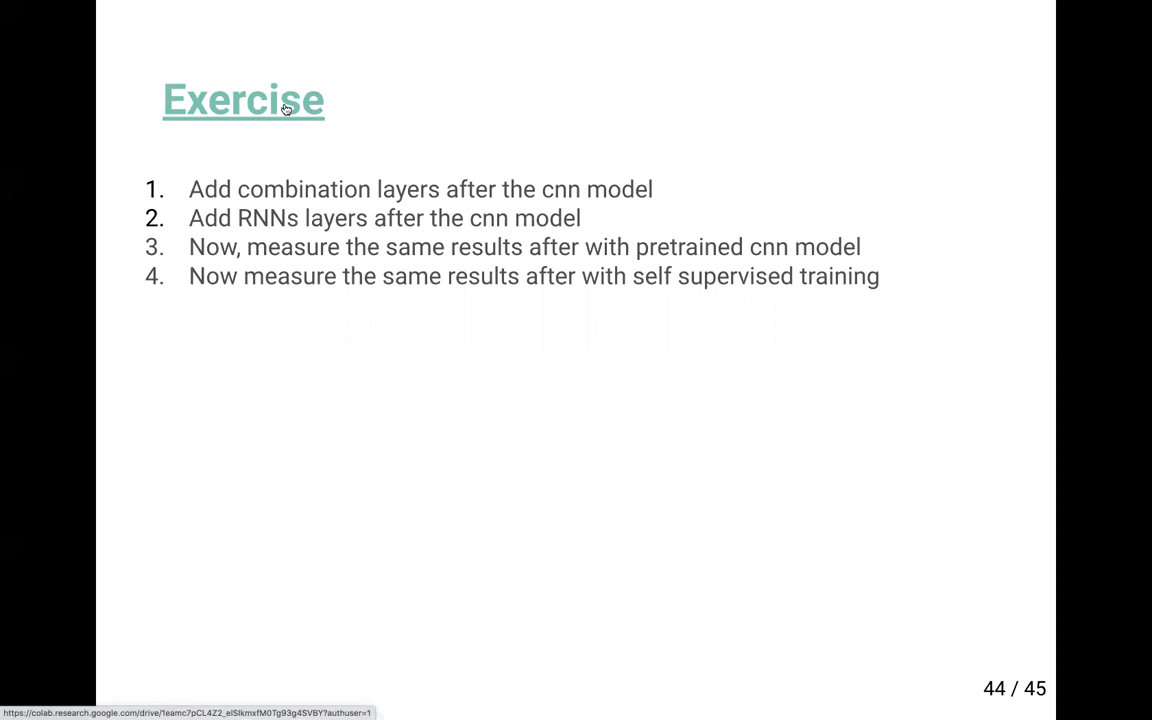 Exercise
1. Add combination layers after the cnn model
2. Add RNNs layers after the cnn model
3. Now, measure the same results after with pretrained cnn model
4. Now measure the same results after with self supervised training
44 / 45